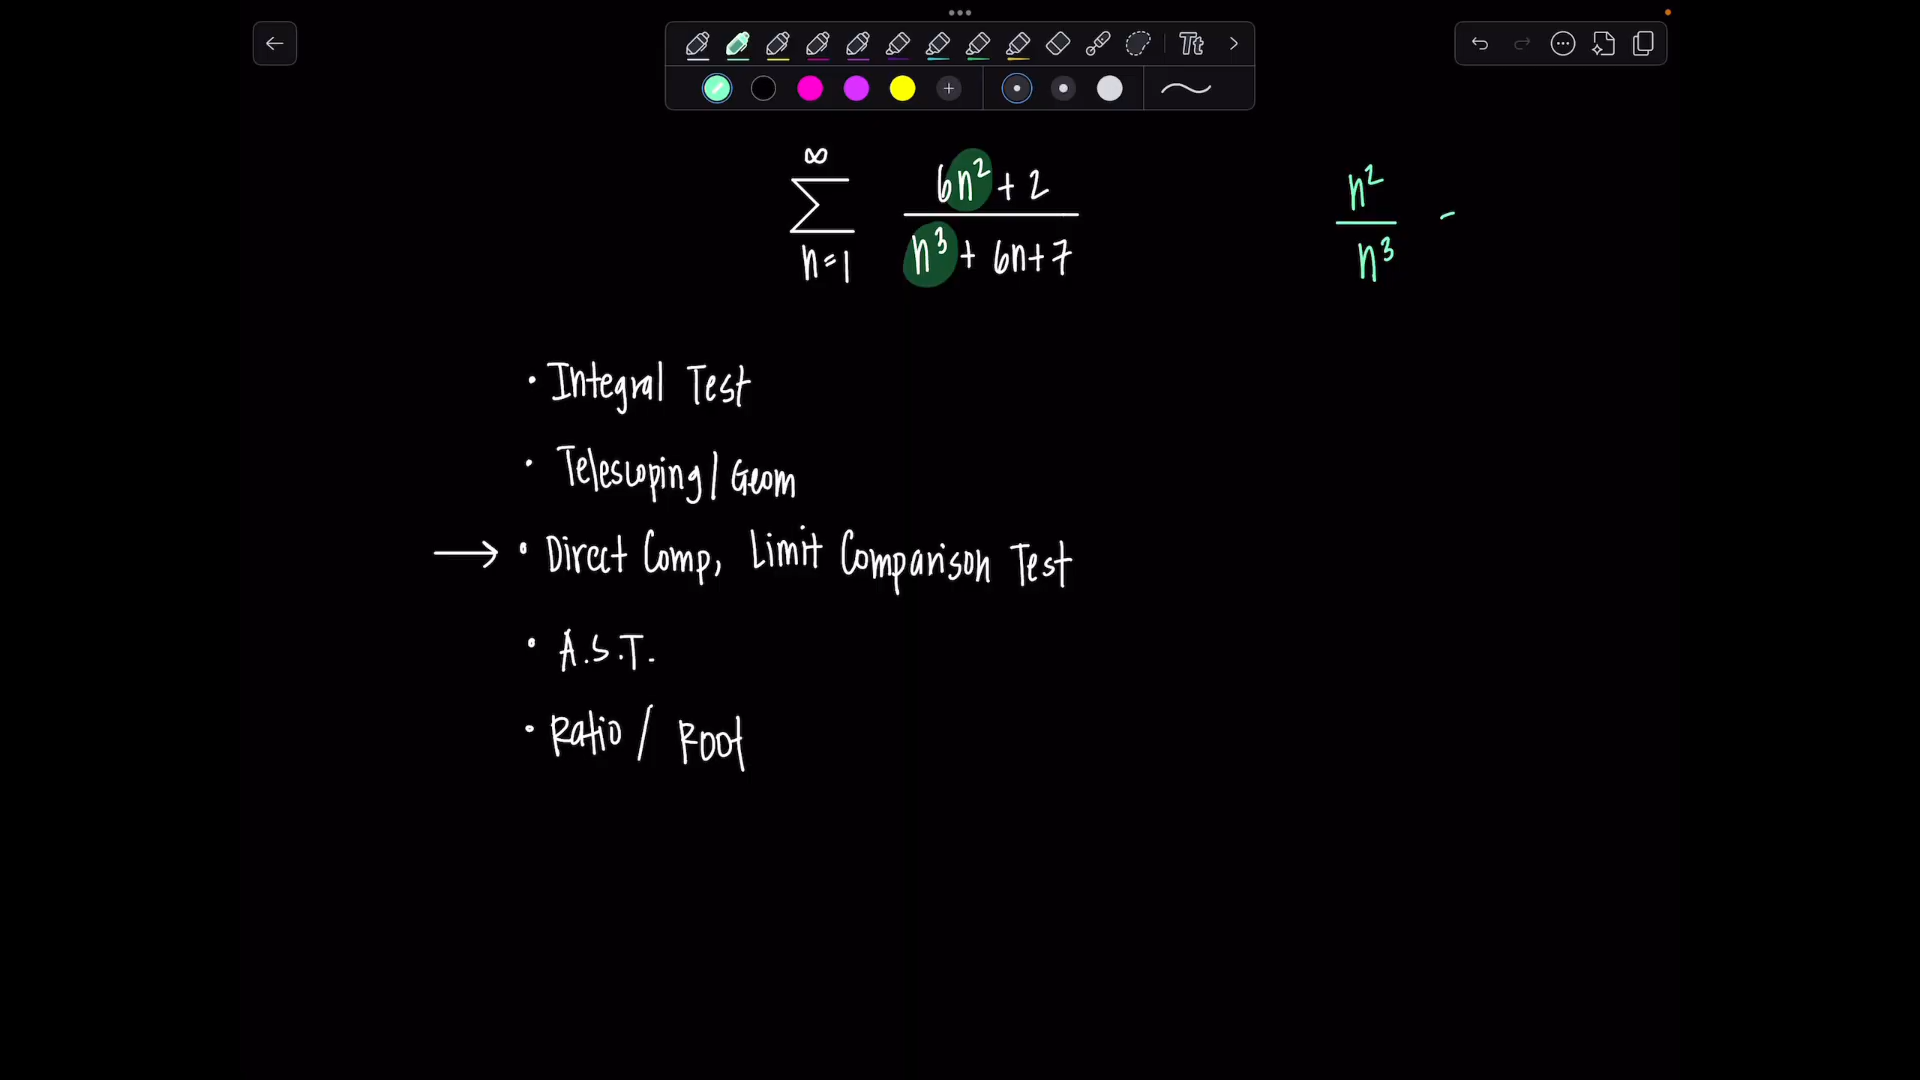 Tt
∞
∑ 6n²+2 / n³+6n+7
n=1
n² / n³ -
• Integral Test
• Telescoping/Geom
→ • Direct Comp, Limit Comparison Test
• A.S.T.
• Ratio / Root